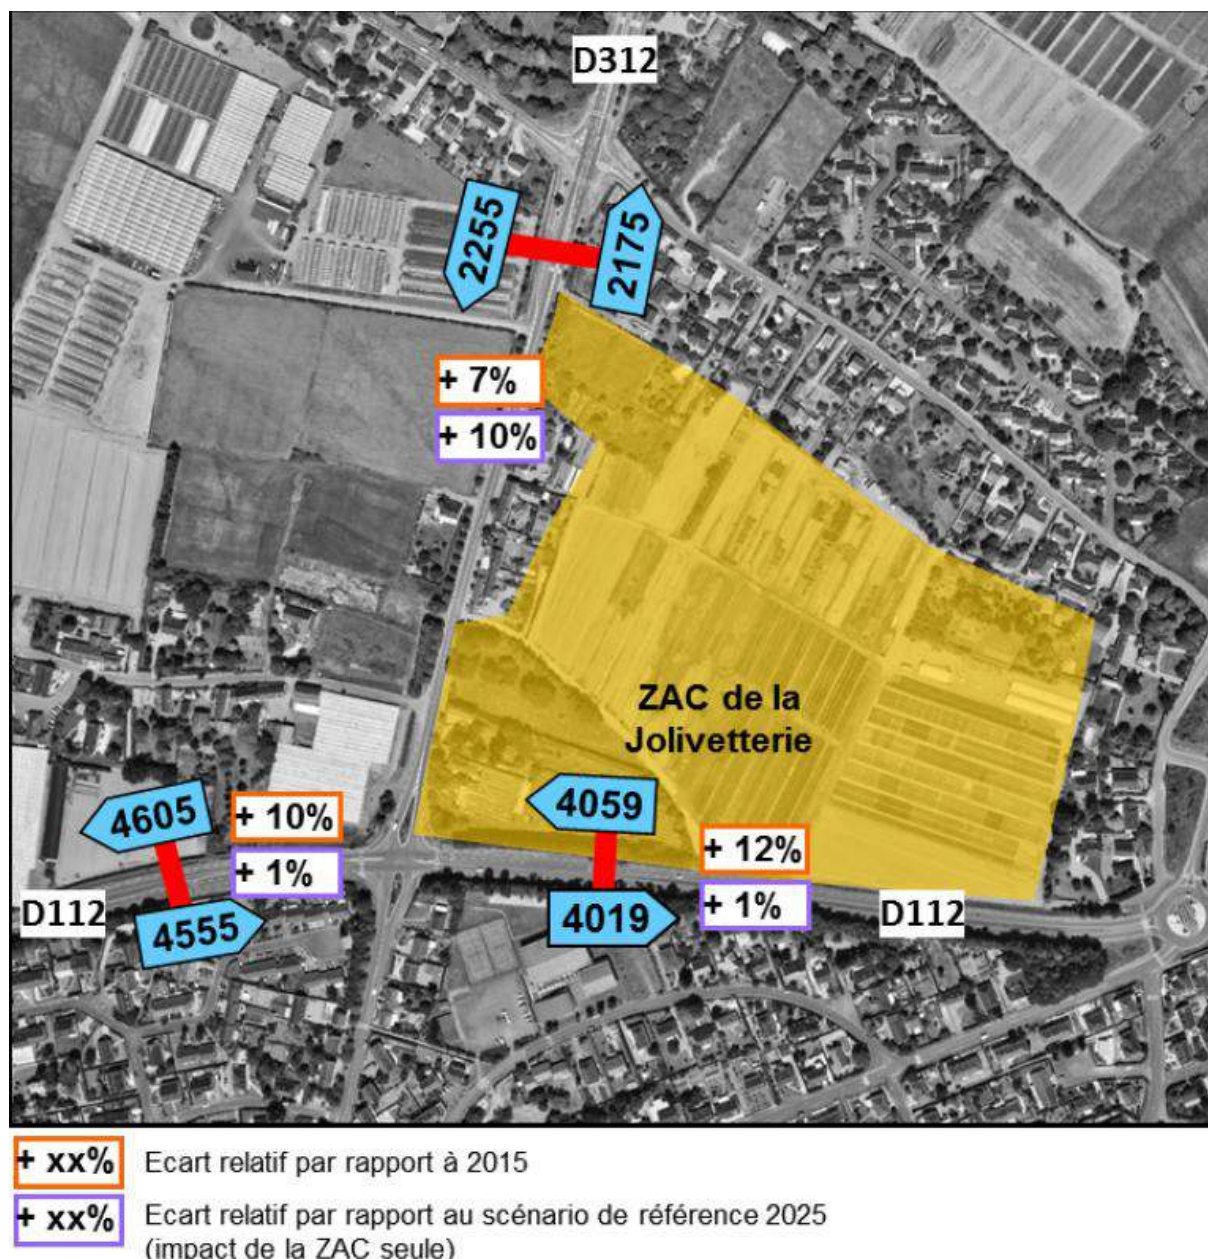 D312
2255
2175
+ 7%
+ 10%
ZAC de la
Jolivetterie
4605
+ 10%
4059
+ 12%
+ 1%
+ 1%
D112
4555
4019
D112
+ xx% Ecart relatif par rapport à 2015
+ xx% Ecart relatif par rapport au scénario de référence 2025
(impact de la ZAC seule)